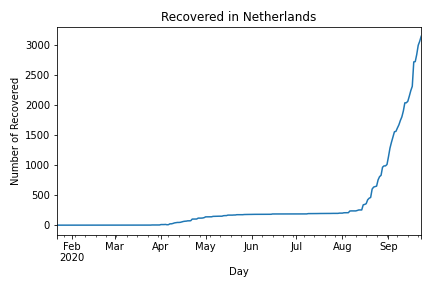 Recovered in Netherlands
Number of Recovered
3000
2500
2000
1500
1000
500
0
Feb Mar Apr May Jun Jul Aug Sep
2020
Day